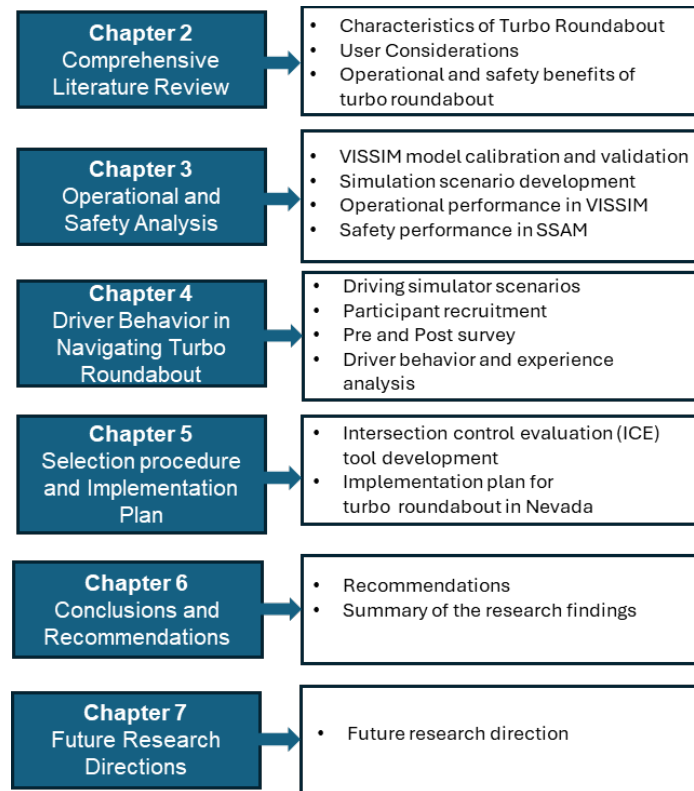 Chapter 2
Comprehensive
Literature Review
• Characteristics of Turbo Roundabout
• User Considerations
• Operational and safety benefits of
turbo roundabout
Chapter 3
Operational and
Safety Analysis
• VISSIM model calibration and validation
• Simulation scenario development
• Operational performance in VISSIM
• Safety performance in SSAM
Chapter 4
Driver Behavior in
Navigating Turbo
Roundabout
• Driving simulator scenarios
• Participant recruitment
• Pre and Post survey
• Driver behavior and experience
analysis
Chapter 5
Selection procedure
and Implementation
Plan
• Intersection control evaluation (ICE)
tool development
• Implementation plan for
turbo roundabout in Nevada
Chapter 6
Conclusions and
Recommendations
• Recommendations
• Summary of the research findings
Chapter 7
Future Research
Directions
• Future research direction